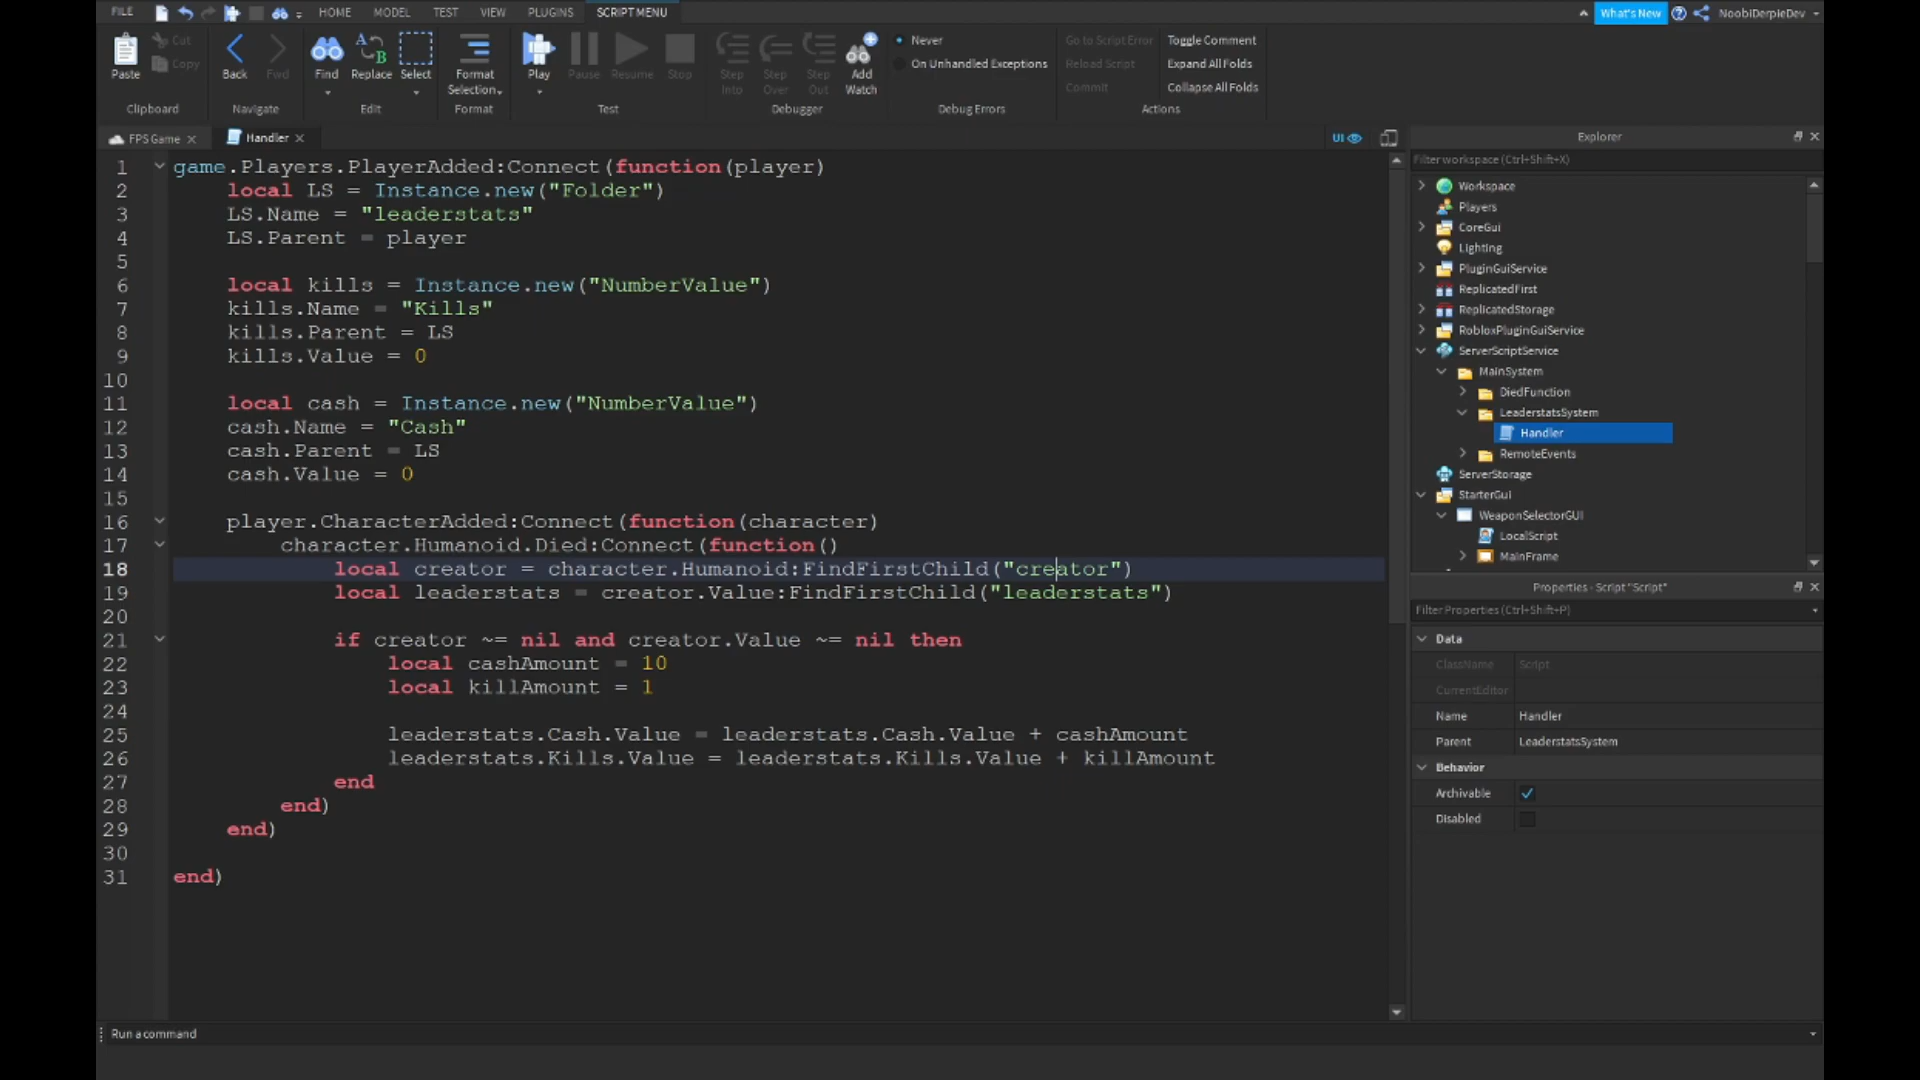 FILE HOME MODEL TEST VIEW PLUGINS SCRIPT MENU What's New NoobiDerpieDev
Paste Cut Copy Back Fwd Find Replace Select Format Selection Play Pause Resume Stop Step Into Step Over Step Out Add Watch Never On Unhandled Exceptions Go to Script Error Reload Script Commit Toggle Comment Expand All Folds Collapse All Folds
Clipboard Navigate Edit Format Test Debugger Debug Errors Actions
FPS Game Handler UI
1 game.Players.PlayerAdded:Connect(function(player)
2 local LS = Instance.new("Folder")
3 LS.Name = "leaderstats"
4 LS.Parent = player
5
6 local kills = Instance.new("NumberValue")
7 kills.Name = "Kills"
8 kills.Parent = LS
9 kills.Value = 0
10
11 local cash = Instance.new("NumberValue")
12 cash.Name = "Cash"
13 cash.Parent = LS
14 cash.Value = 0
15
16 player.CharacterAdded:Connect(function(character)
17 character.Humanoid.Died:Connect(function()
18 local creator = character.Humanoid:FindFirstChild("creator")
19 local leaderstats = creator.Value:FindFirstChild("leaderstats")
20
21 if creator ~= nil and creator.Value ~= nil then
22 local cashAmount = 10
23 local killAmount = 1
24
25 leaderstats.Cash.Value = leaderstats.Cash.Value + cashAmount
26 leaderstats.Kills.Value = leaderstats.Kills.Value + killAmount
27 end
28 end)
29 end)
30
31 end)
Explorer
Filter workspace (Ctrl+Shift+X)
Workspace
Players
CoreGui
Lighting
PluginGuiService
ReplicatedFirst
ReplicatedStorage
RobloxPluginGuiService
ServerScriptService
MainSystem
DiedFunction
LeaderstatsSystem
Handler
RemoteEvents
ServerStorage
StarterGui
WeaponSelectorGUI
LocalScript
MainFrame
Properties - Script "Script"
Filter Properties (Ctrl+Shift+P)
Data
ClassName Script
CurrentEditor
Name Handler
Parent LeaderstatsSystem
Behavior
Archivable
Disabled
Run a command